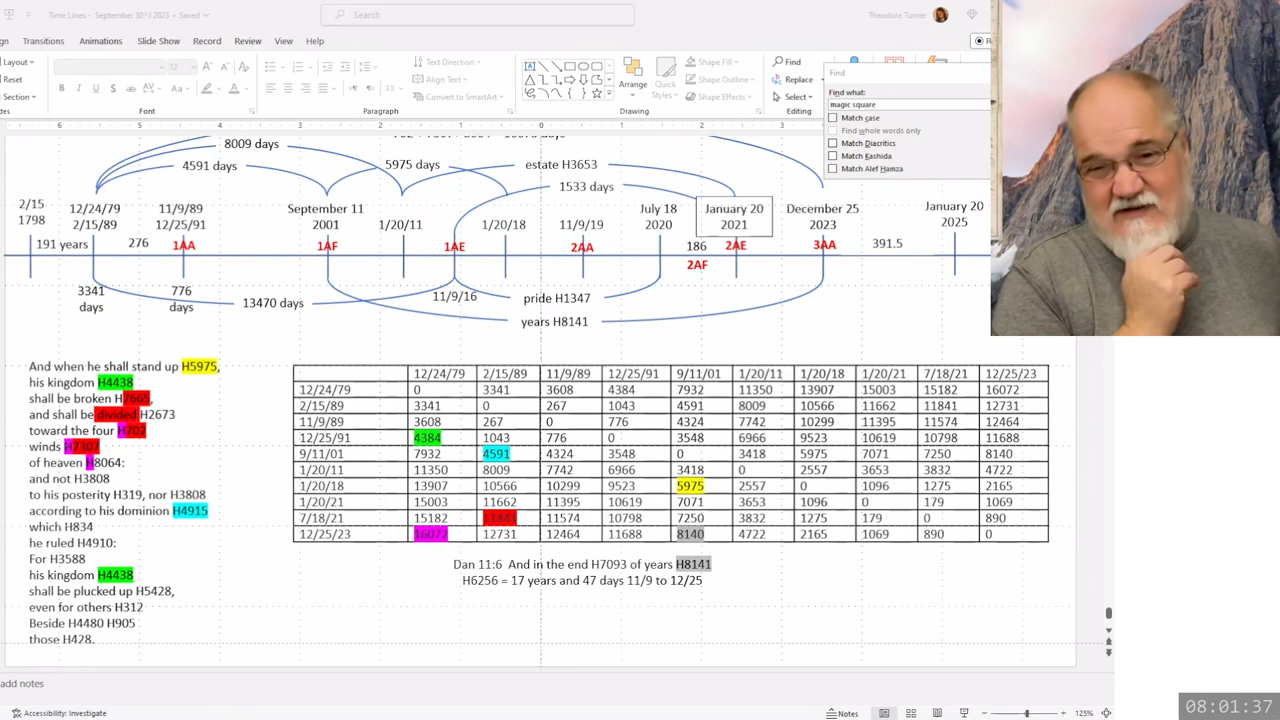 Time Lines - September 30th/ 2023 • Saved
Search
Theodore Turner
Transitions Animations Slide Show Record Review View Help
Layout
Reset
Section
Text Direction
Align Text
Convert to SmartArt
Arrange
Quick
Styles
Shape Fill
Shape Outline
Shape Effects
Find
Replace
Select
Paragraph
Drawing
Editing
Find
Find what:
magic square
Match case
Find whole words only
Match Diacritics
Match Kashida
Match Alef Hamza
6 5 4 3 2 1 0 1 2 3
8009 days
4591 days
5975 days
estate H3653
1533 days
2/15
1798
12/24/79
2/15/89
11/9/89
12/25/91
September 11
2001
1/20/11
1/20/18
11/9/19
July 18
2020
January 20
2021
December 25
2023
January 20
2025
191 years 276 1AA 1AF 1AE 2AA 186 2AE 3AA 391.5
2AF
3341
days
776
days
13470 days
11/9/16
pride H1347
years H8141
And when he shall stand up H5975,
his kingdom H4438
shall be broken H7665,
and shall be divided H2673
toward the four H702
winds H7307
of heaven H8064:
and not H3808
to his posterity H319, nor H3808
according to his dominion H4915
which H834
he ruled H4910:
For H3588
his kingdom H4438
shall be plucked up H5428,
even for others H312
Beside H4480 H905
those H428.
12/24/79 2/15/89 11/9/89 12/25/91 9/11/01 1/20/11 1/20/18 1/20/21 7/18/21 12/25/23
12/24/79 0 3341 3608 4384 7932 11350 13907 15003 15182 16072
2/15/89 3341 0 267 1043 4591 8009 10566 11662 11841 12731
11/9/89 3608 267 0 776 4324 7742 10299 11395 11574 12464
12/25/91 4384 1043 776 0 3548 6966 9523 10619 10798 11688
9/11/01 7932 4591 4324 3548 0 3418 5975 7071 7250 8140
1/20/11 11350 8009 7742 6966 3418 0 2557 3653 3832 4722
1/20/18 13907 10566 10299 9523 5975 2557 0 1096 1275 2165
1/20/21 15003 11662 11395 10619 7071 3653 1096 0 179 1069
7/18/21 15182 11841 11574 10798 7250 3832 1275 179 0 890
12/25/23 16072 12731 12464 11688 8140 4722 2165 1069 890 0
Dan 11:6 And in the end H7093 of years H8141
H6256 = 17 years and 47 days 11/9 to 12/25
add notes
Accessibility: Investigate
Notes
125%
08:01:37